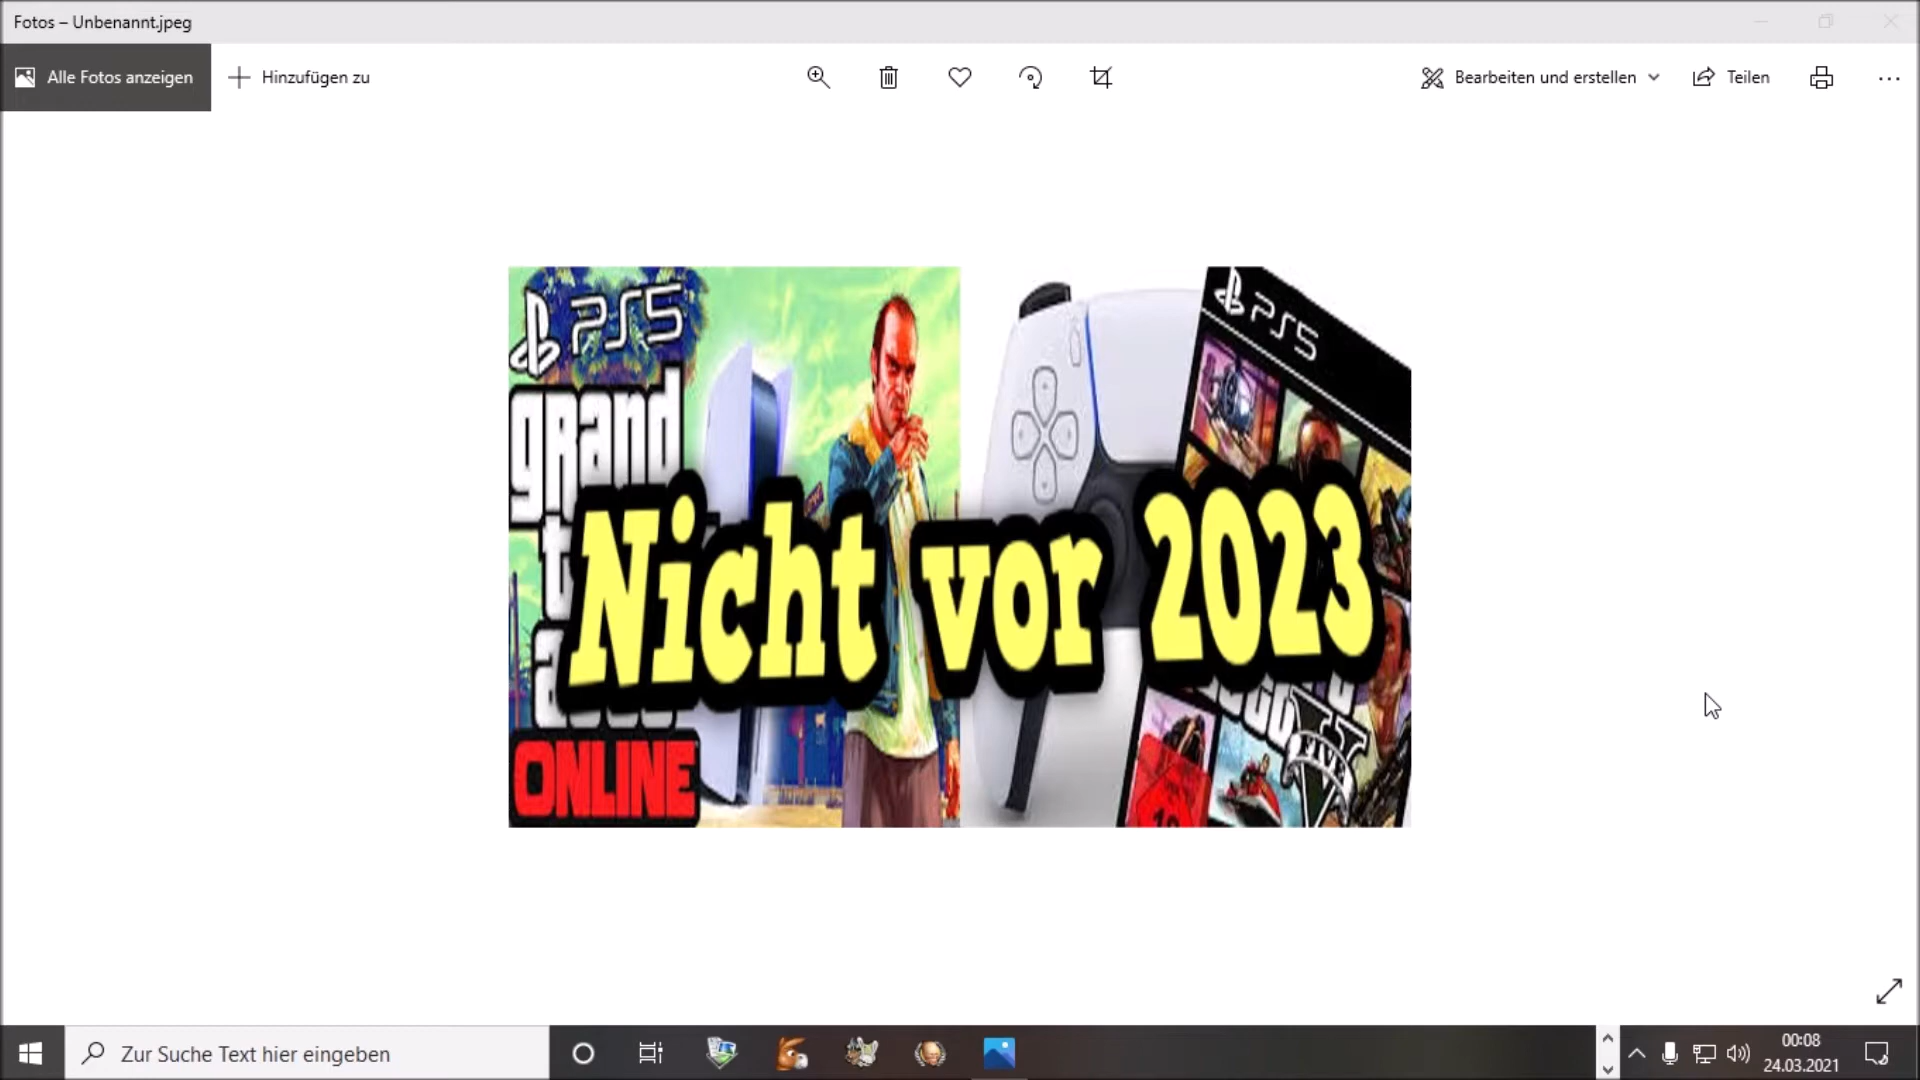 Fotos – Unbenannt.jpeg
Alle Fotos anzeigen
Hinzufügen zu
Bearbeiten und erstellen
Teilen
PS5
grand
ONLINE
PS5
Nicht vor 2023
V
FIVE
Zur Suche Text hier eingeben
00:08
24.03.2021